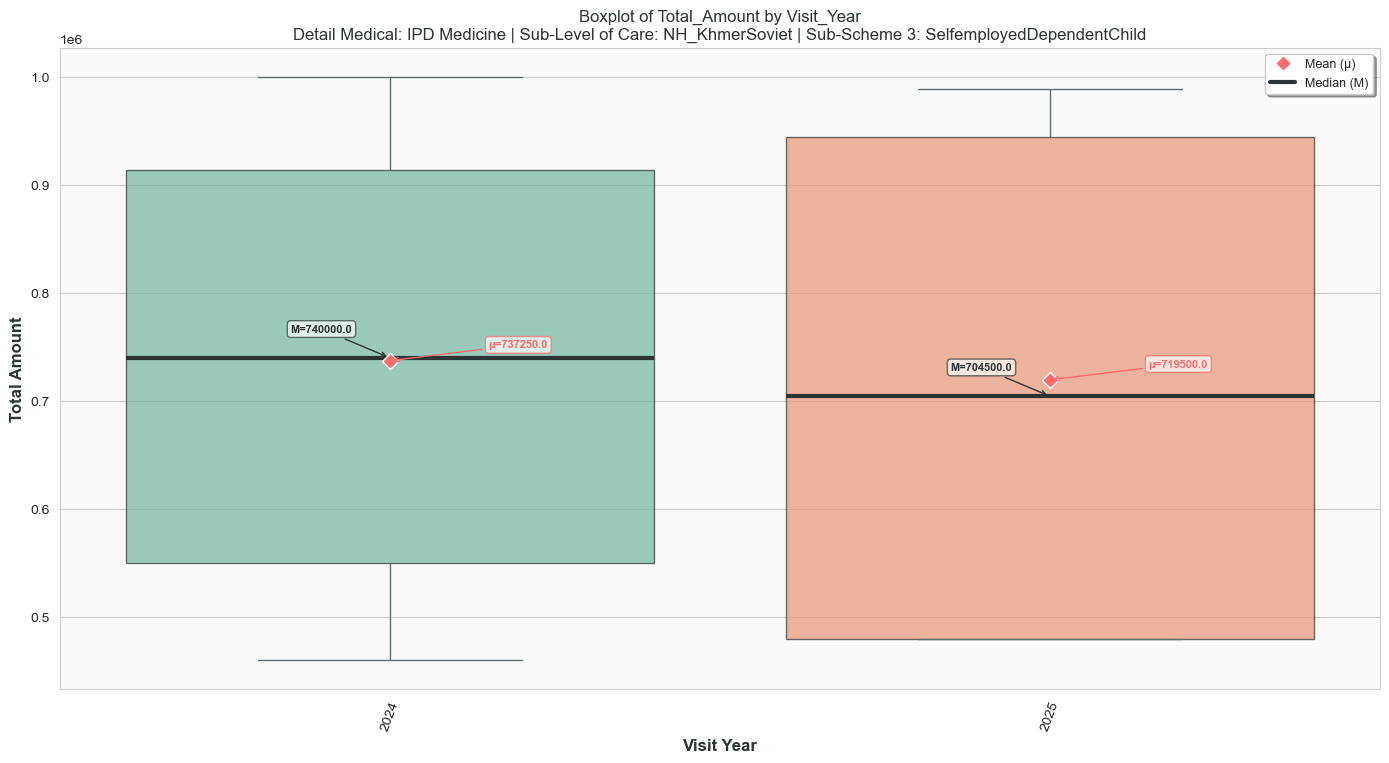 Boxplot of Total_Amount by Visit_Year
Detail Medical: IPD Medicine | Sub-Level of Care: NH_KhmerSoviet | Sub-Scheme 3: SelfemployedDependentChild
1e6
Mean (μ)
Median (M)
1.0
0.9
0.8
0.7
0.6
0.5
Total Amount
M=740000.0
μ=737250.0
M=704500.0
μ=719500.0
2024
2025
Visit Year